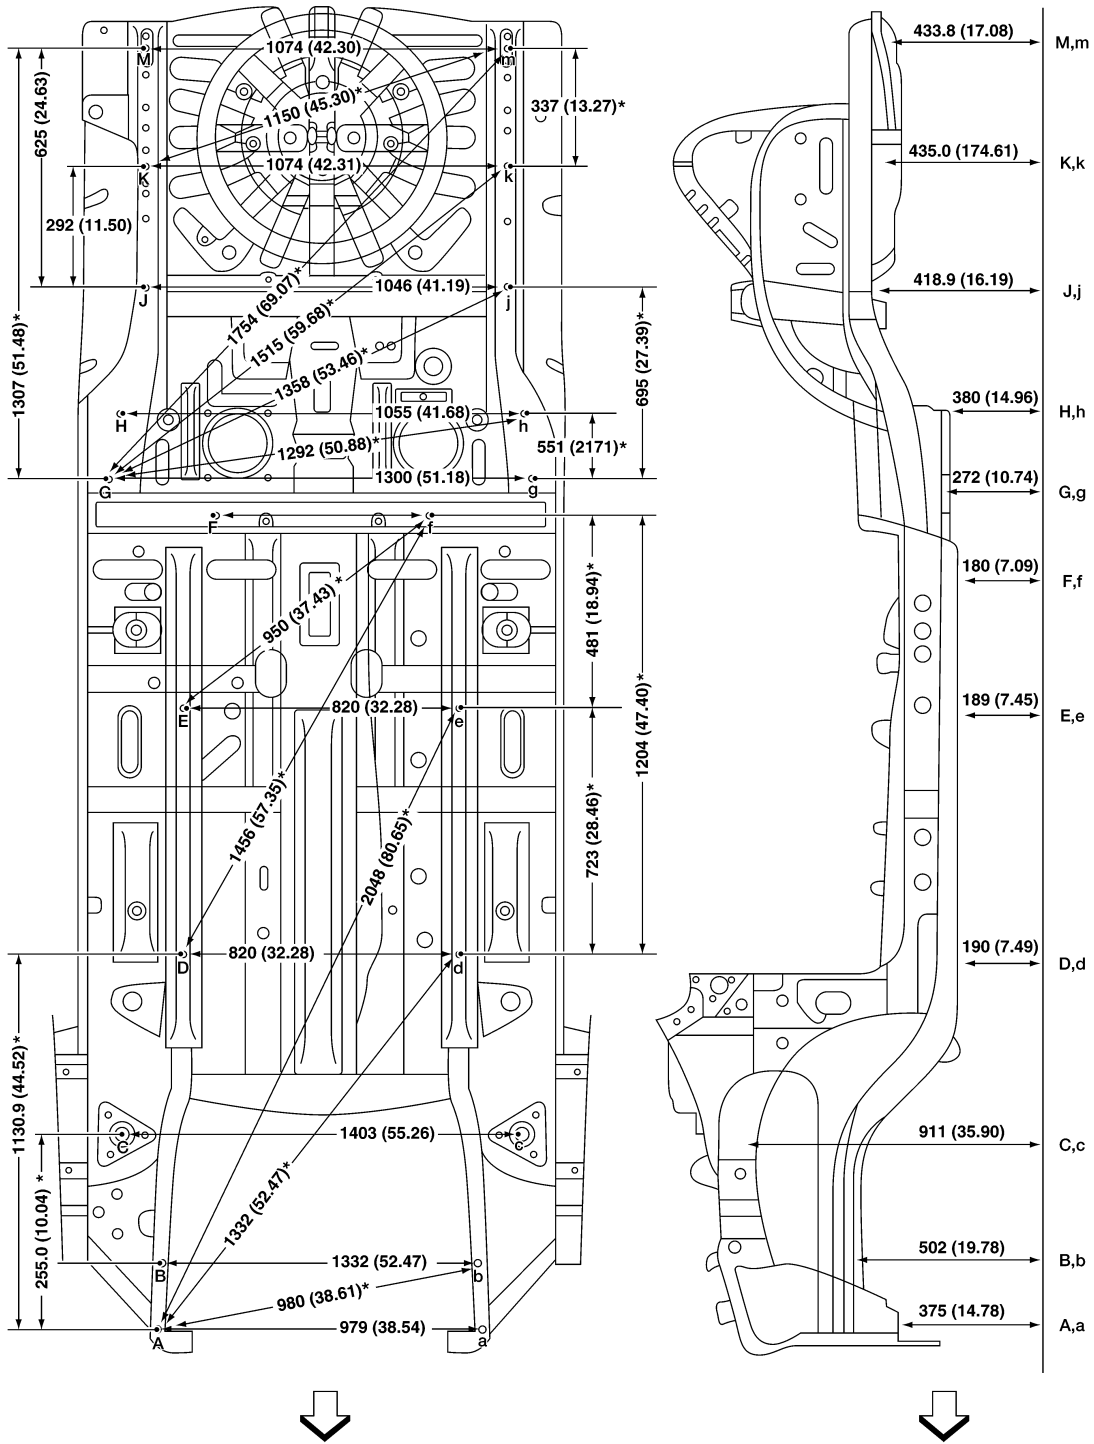 1074 (42.30)
433.8 (17.08)
M,m
M
m
625 (24.63)
1150 (45.30)*
337 (13.27)*
1074 (42.31)
435.0 (174.61)
K,k
K
k
292 (11.50)
1046 (41.19)
418.9 (16.19)
J,j
J
j
1754 (69.07)*
1515 (59.68)*
1307 (51.48)*
1358 (53.46)*
695 (27.39)*
380 (14.96)
H,h
1055 (41.68)
H
h
1292 (50.88)*
551 (2171)*
1300 (51.18)
272 (10.74)
G,g
G
g
F
f
180 (7.09)
F,f
950 (37.43) *
481 (18.94)*
1204 (47.40)*
820 (32.28)
189 (7.45)
E,e
E
e
1456 (57.35)*
2048 (80.65)*
723 (28.46)*
820 (32.28)
190 (7.49)
D,d
D
d
1130.9 (44.52)*
1403 (55.26)
911 (35.90)
C,c
C
c
255.0 (10.04) *
1332 (52.47)*
1332 (52.47)
502 (19.78)
B,b
B
b
980 (38.61)*
979 (38.54)
375 (14.78)
A,a
A
a